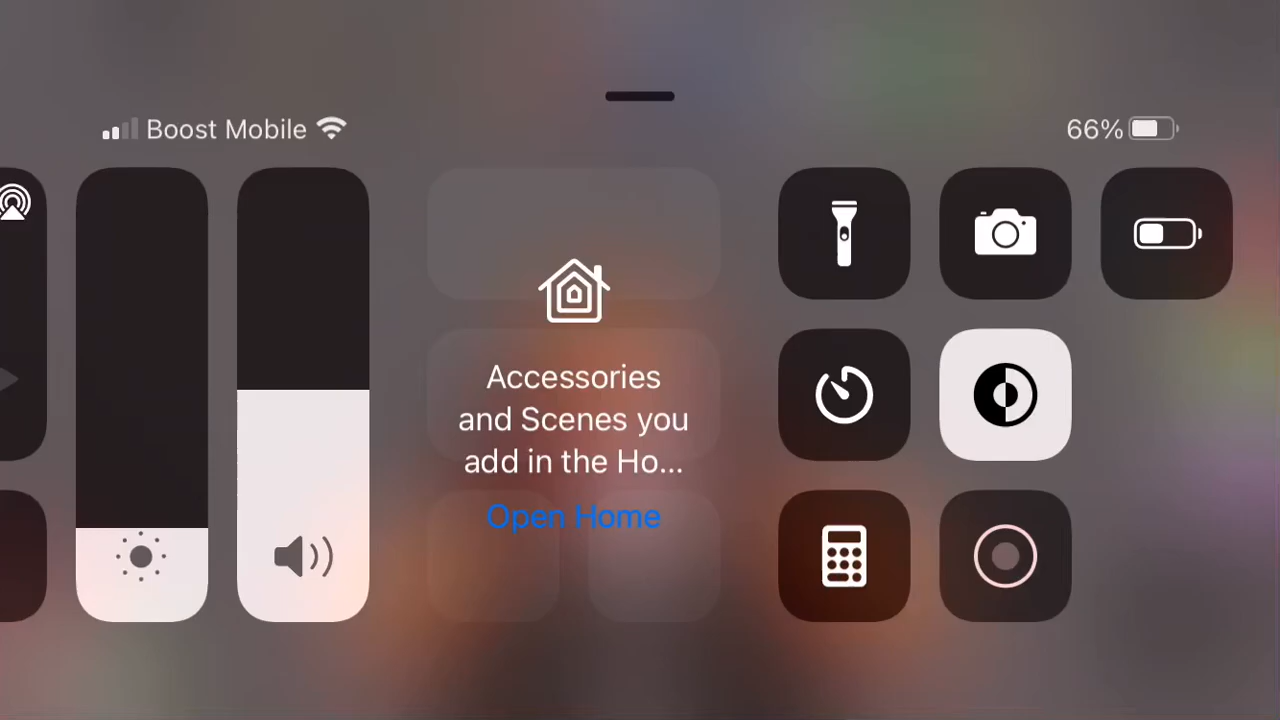 Boost Mobile
66%
Accessories
and Scenes you
add in the Ho...
Open Home